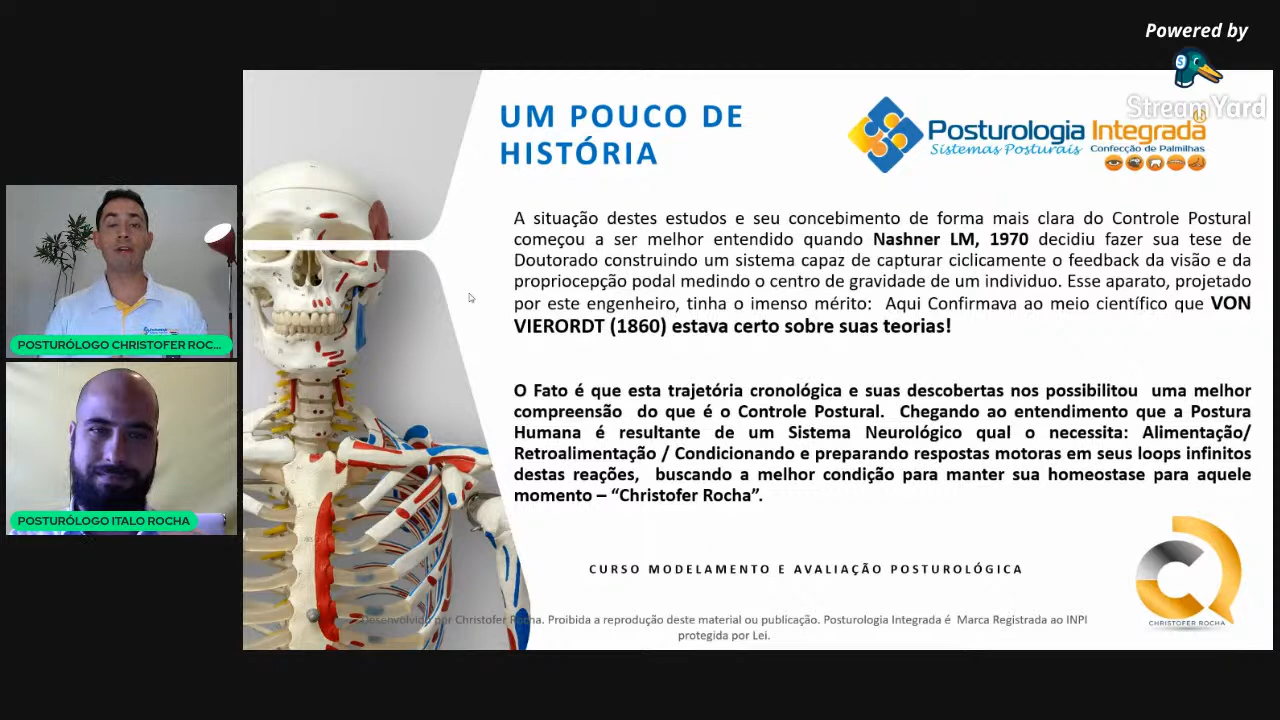 Powered by
StreamYard
UM POUCO DE
HISTÓRIA
Posturologia Integrada
Sistemas Posturais
Confecção de Palmilhas
A situação destes estudos e seu concebimento de forma mais clara do Controle Postural
começou a ser melhor entendido quando Nashner LM, 1970 decidiu fazer sua tese de
Doutorado construindo um sistema capaz de capturar ciclicamente o feedback da visão e da
propriocepção podal medindo o centro de gravidade de um individuo. Esse aparato, projetado
por este engenheiro, tinha o imenso mérito: Aqui Confirmava ao meio científico que VON
VIERORDT (1860) estava certo sobre suas teorias!
O Fato é que esta trajetória cronológica e suas descobertas nos possibilitou uma melhor
compreensão do que é o Controle Postural. Chegando ao entendimento que a Postura
Humana é resultante de um Sistema Neurológico qual o necessita: Alimentação/
Retroalimentação / Condicionando e preparando respostas motoras em seus loops infinitos
destas reações, buscando a melhor condição para manter sua homeostase para aquele
momento – “Christofer Rocha”.
POSTURÓLOGO CHRISTOFER ROC...
POSTURÓLOGO ITALO ROCHA
CURSO MODELAMENTO E AVALIAÇÃO POSTUROLÓGICA
CHRISTOFER ROCHA
Desenvolvido por Christofer Rocha. Proibida a reprodução deste material ou publicação. Posturologia Integrada é Marca Registrada ao INPI
protegida por Lei.